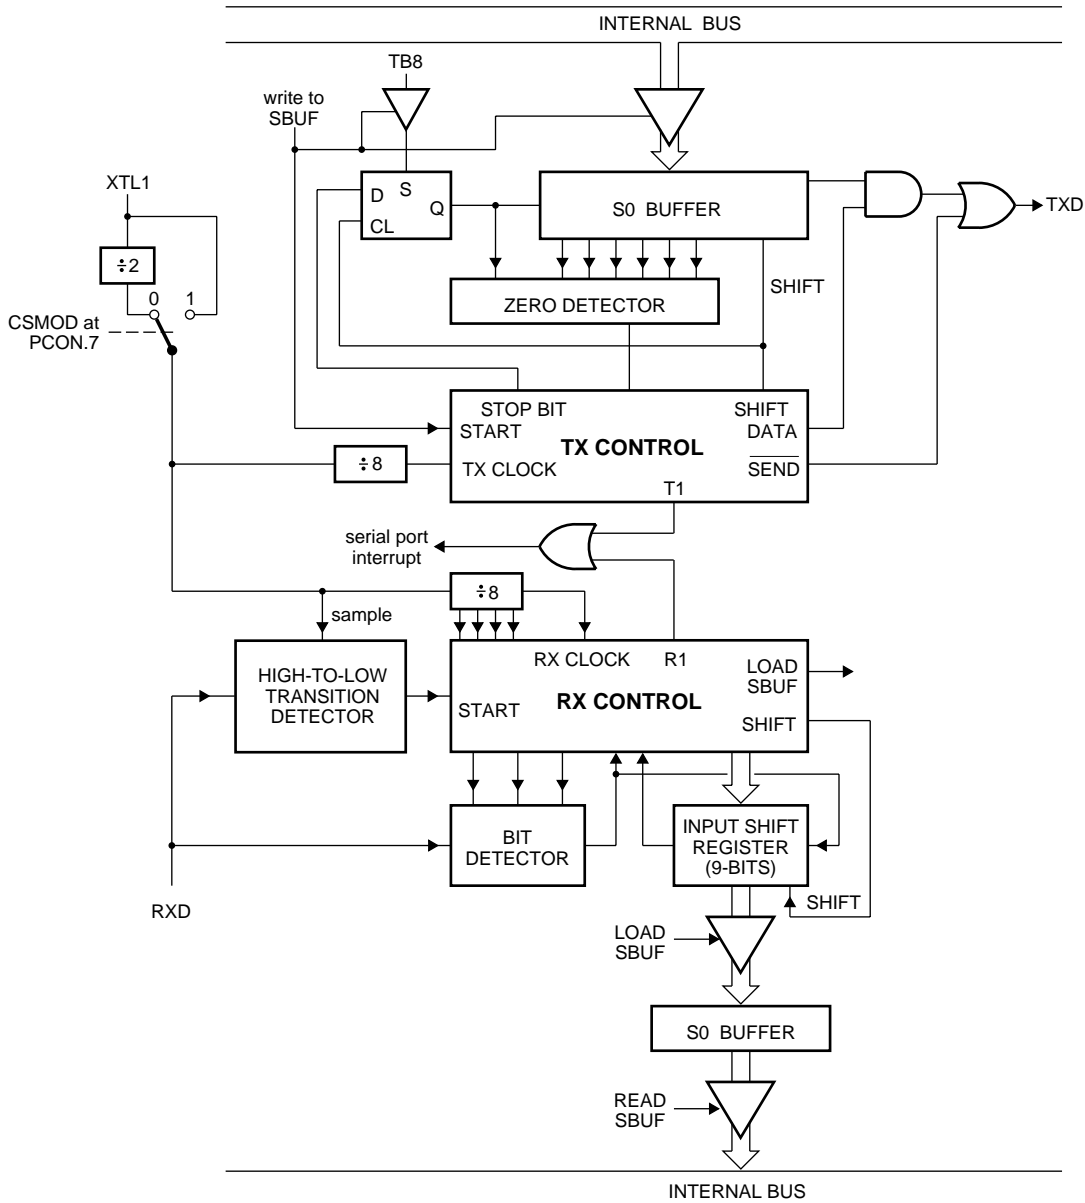 INTERNAL BUS
TB8
write to
SBUF
XTL1
D
S
Q
CL
S0 BUFFER
TXD
÷2
0
1
CSMOD at
PCON.7
ZERO DETECTOR
SHIFT
STOP BIT
SHIFT
START
DATA
TX CONTROL
÷8
TX CLOCK
SEND
T1
serial port
interrupt
÷8
sample
HIGH-TO-LOW
TRANSITION
DETECTOR
RX CLOCK
R1
LOAD
SBUF
START
RX CONTROL
SHIFT
BIT
DETECTOR
INPUT SHIFT
REGISTER
(9-BITS)
RXD
SHIFT
LOAD
SBUF
S0 BUFFER
READ
SBUF
INTERNAL BUS